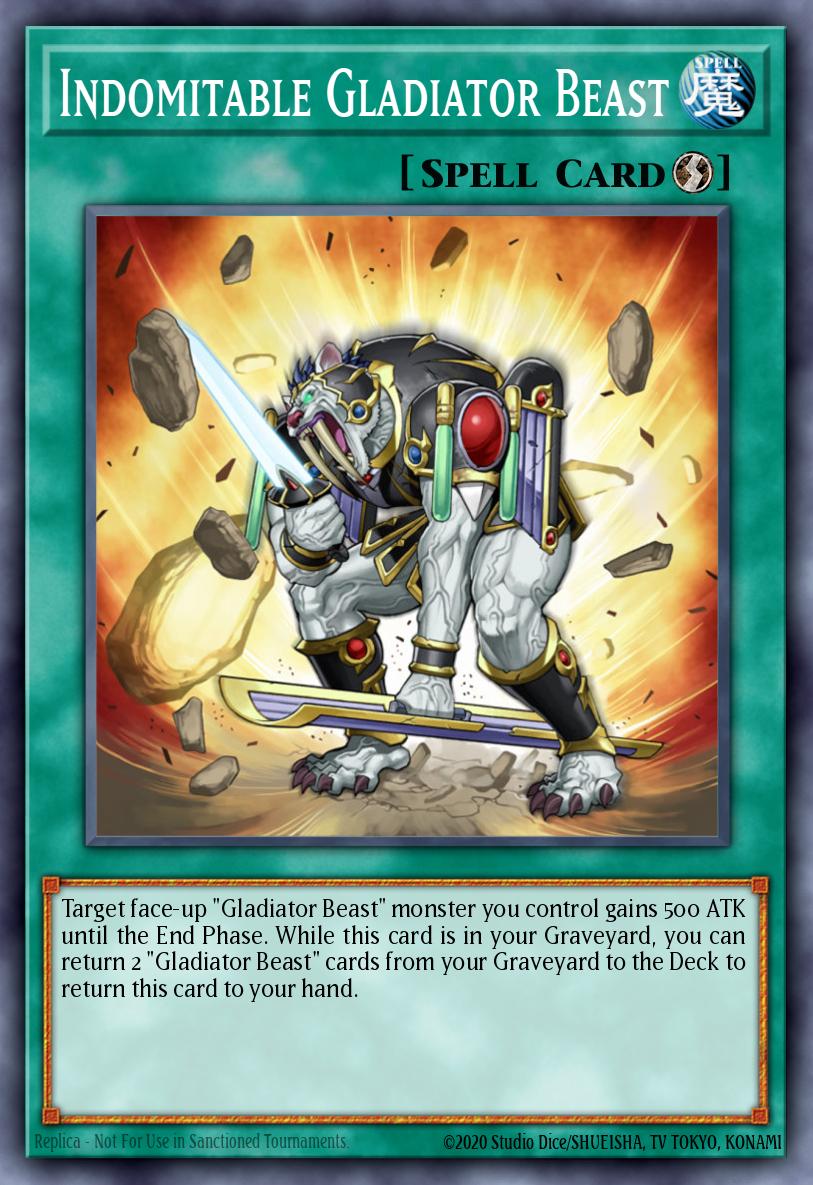 Indomitable Gladiator Beast
SPELL
魔
[Spell Card]
Target face-up "Gladiator Beast" monster you control gains 500 ATK
until the End Phase. While this card is in your Graveyard, you can
return 2 "Gladiator Beast" cards from your Graveyard to the Deck to
return this card to your hand.
Replica - Not For Use in Sanctioned Tournaments.
©2020 Studio Dice/SHUEISHA, TV TOKYO, KONAMI